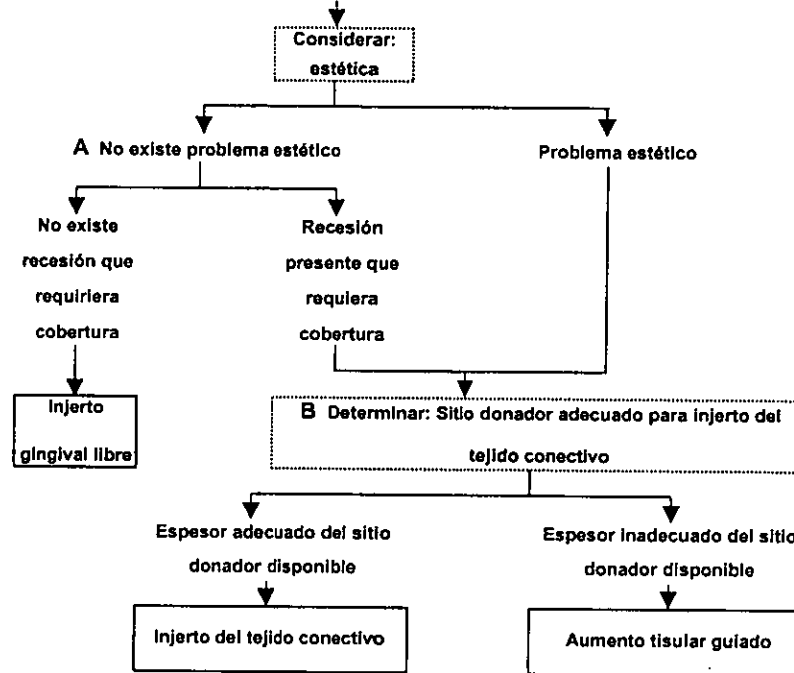 Considerar:
estética
A No existe problema estético
Problema estético
No existe
recesión que
requiriera
cobertura
Recesión
presente que
requiera
cobertura
Injerto
gingival libre
B Determinar: Sitio donador adecuado para injerto del
tejido conectivo
Espesor adecuado del sitio
donador disponible
Espesor inadecuado del sitio
donador disponible
Injerto del tejido conectivo
Aumento tisular guiado